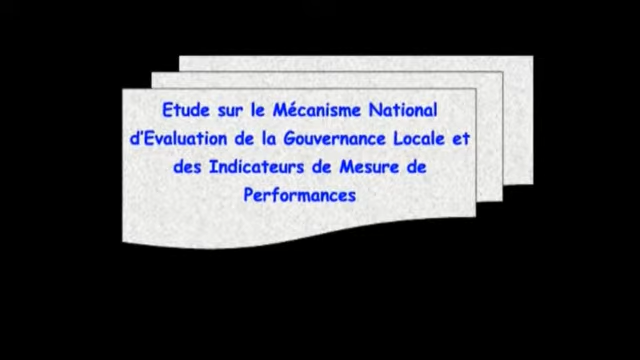 Etude sur le Mécanisme National
d'Evaluation de la Gouvernance Locale et
des Indicateurs de Mesure de
Performances